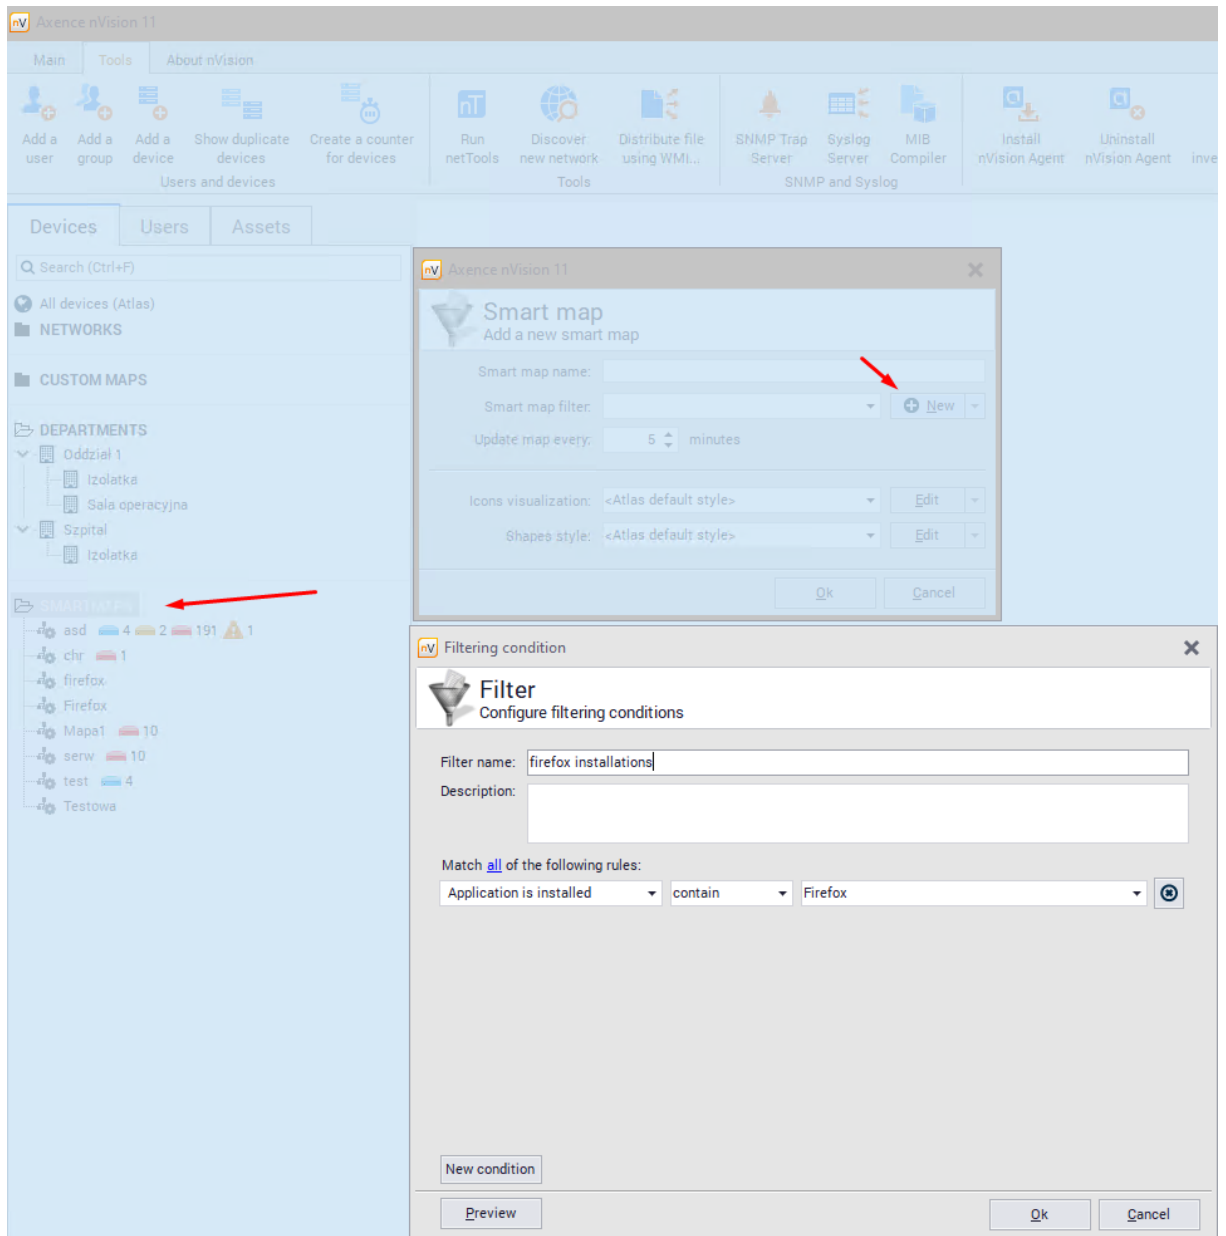 nV Axence nVision 11
Main Tools About nVision
Add a user
Add a group
Add a device
Show duplicate devices
Create a counter for devices
Users and devices
nT
Run netTools
Discover new network
Distribute file using WMI...
Tools
SNMP Trap Server
Syslog Server
MIB Compiler
SNMP and Syslog
Install nVision Agent
Uninstall nVision Agent
inve
Devices Users Assets
Search (Ctrl+F)
All devices (Atlas)
NETWORKS
CUSTOM MAPS
DEPARTMENTS
Oddział 1
Izolatka
Sala operacyjna
Szpital
Izolatka
SMARTMAPS
asd 4 2 191 1
chr 1
firefox
Firefox
Mapa1 10
serw 10
test 4
Testowa
nV Axence nVision 11
Smart map
Add a new smart map
Smart map name:
Smart map filter: New
Update map every: 5 minutes
Icons visualization: <Atlas default style> Edit
Shapes style: <Atlas default style> Edit
Ok Cancel
nV Filtering condition
Filter
Configure filtering conditions
Filter name: firefox installations
Description:
Match all of the following rules:
Application is installed contain Firefox
New condition
Preview Ok Cancel